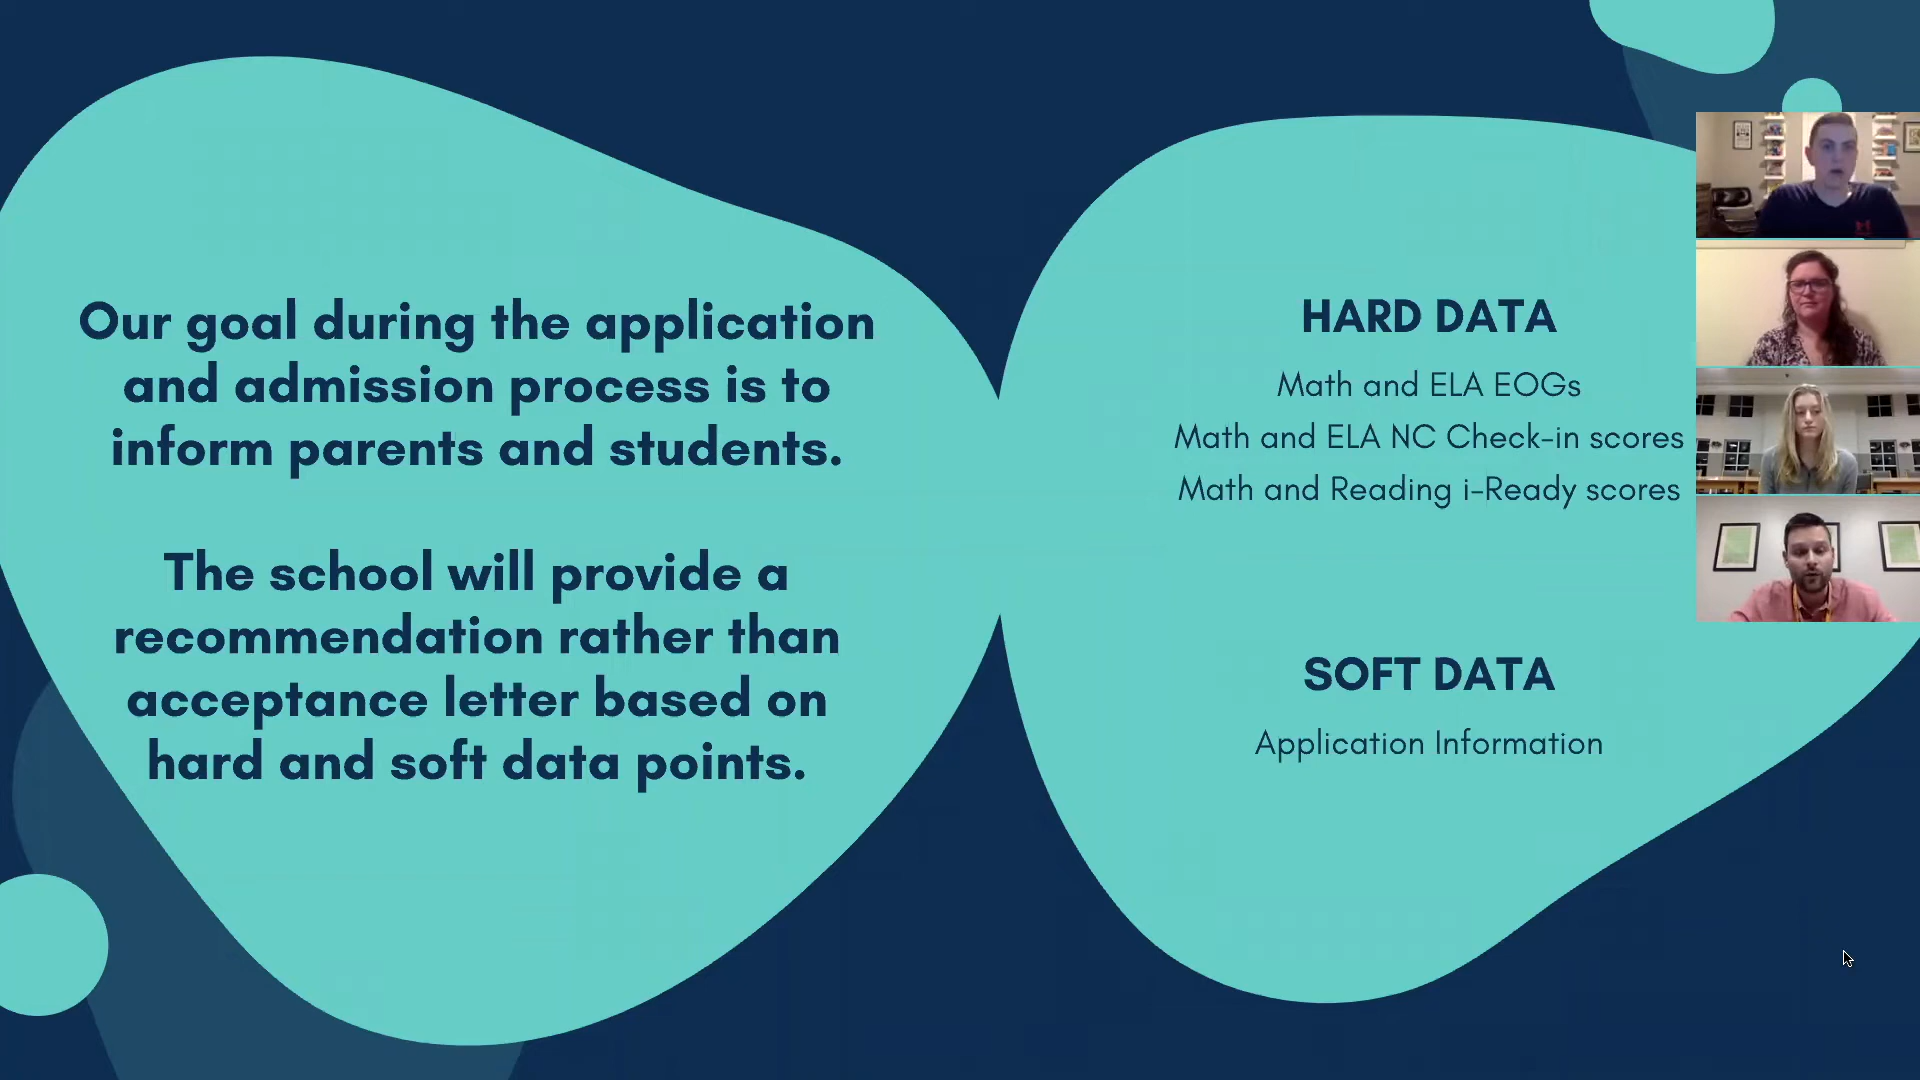 Our goal during the application
and admission process is to
inform parents and students.
The school will provide a
recommendation rather than
acceptance letter based on
hard and soft data points.
HARD DATA
Math and ELA EOGs
Math and ELA NC Check-in scores
Math and Reading i-Ready scores
SOFT DATA
Application Information